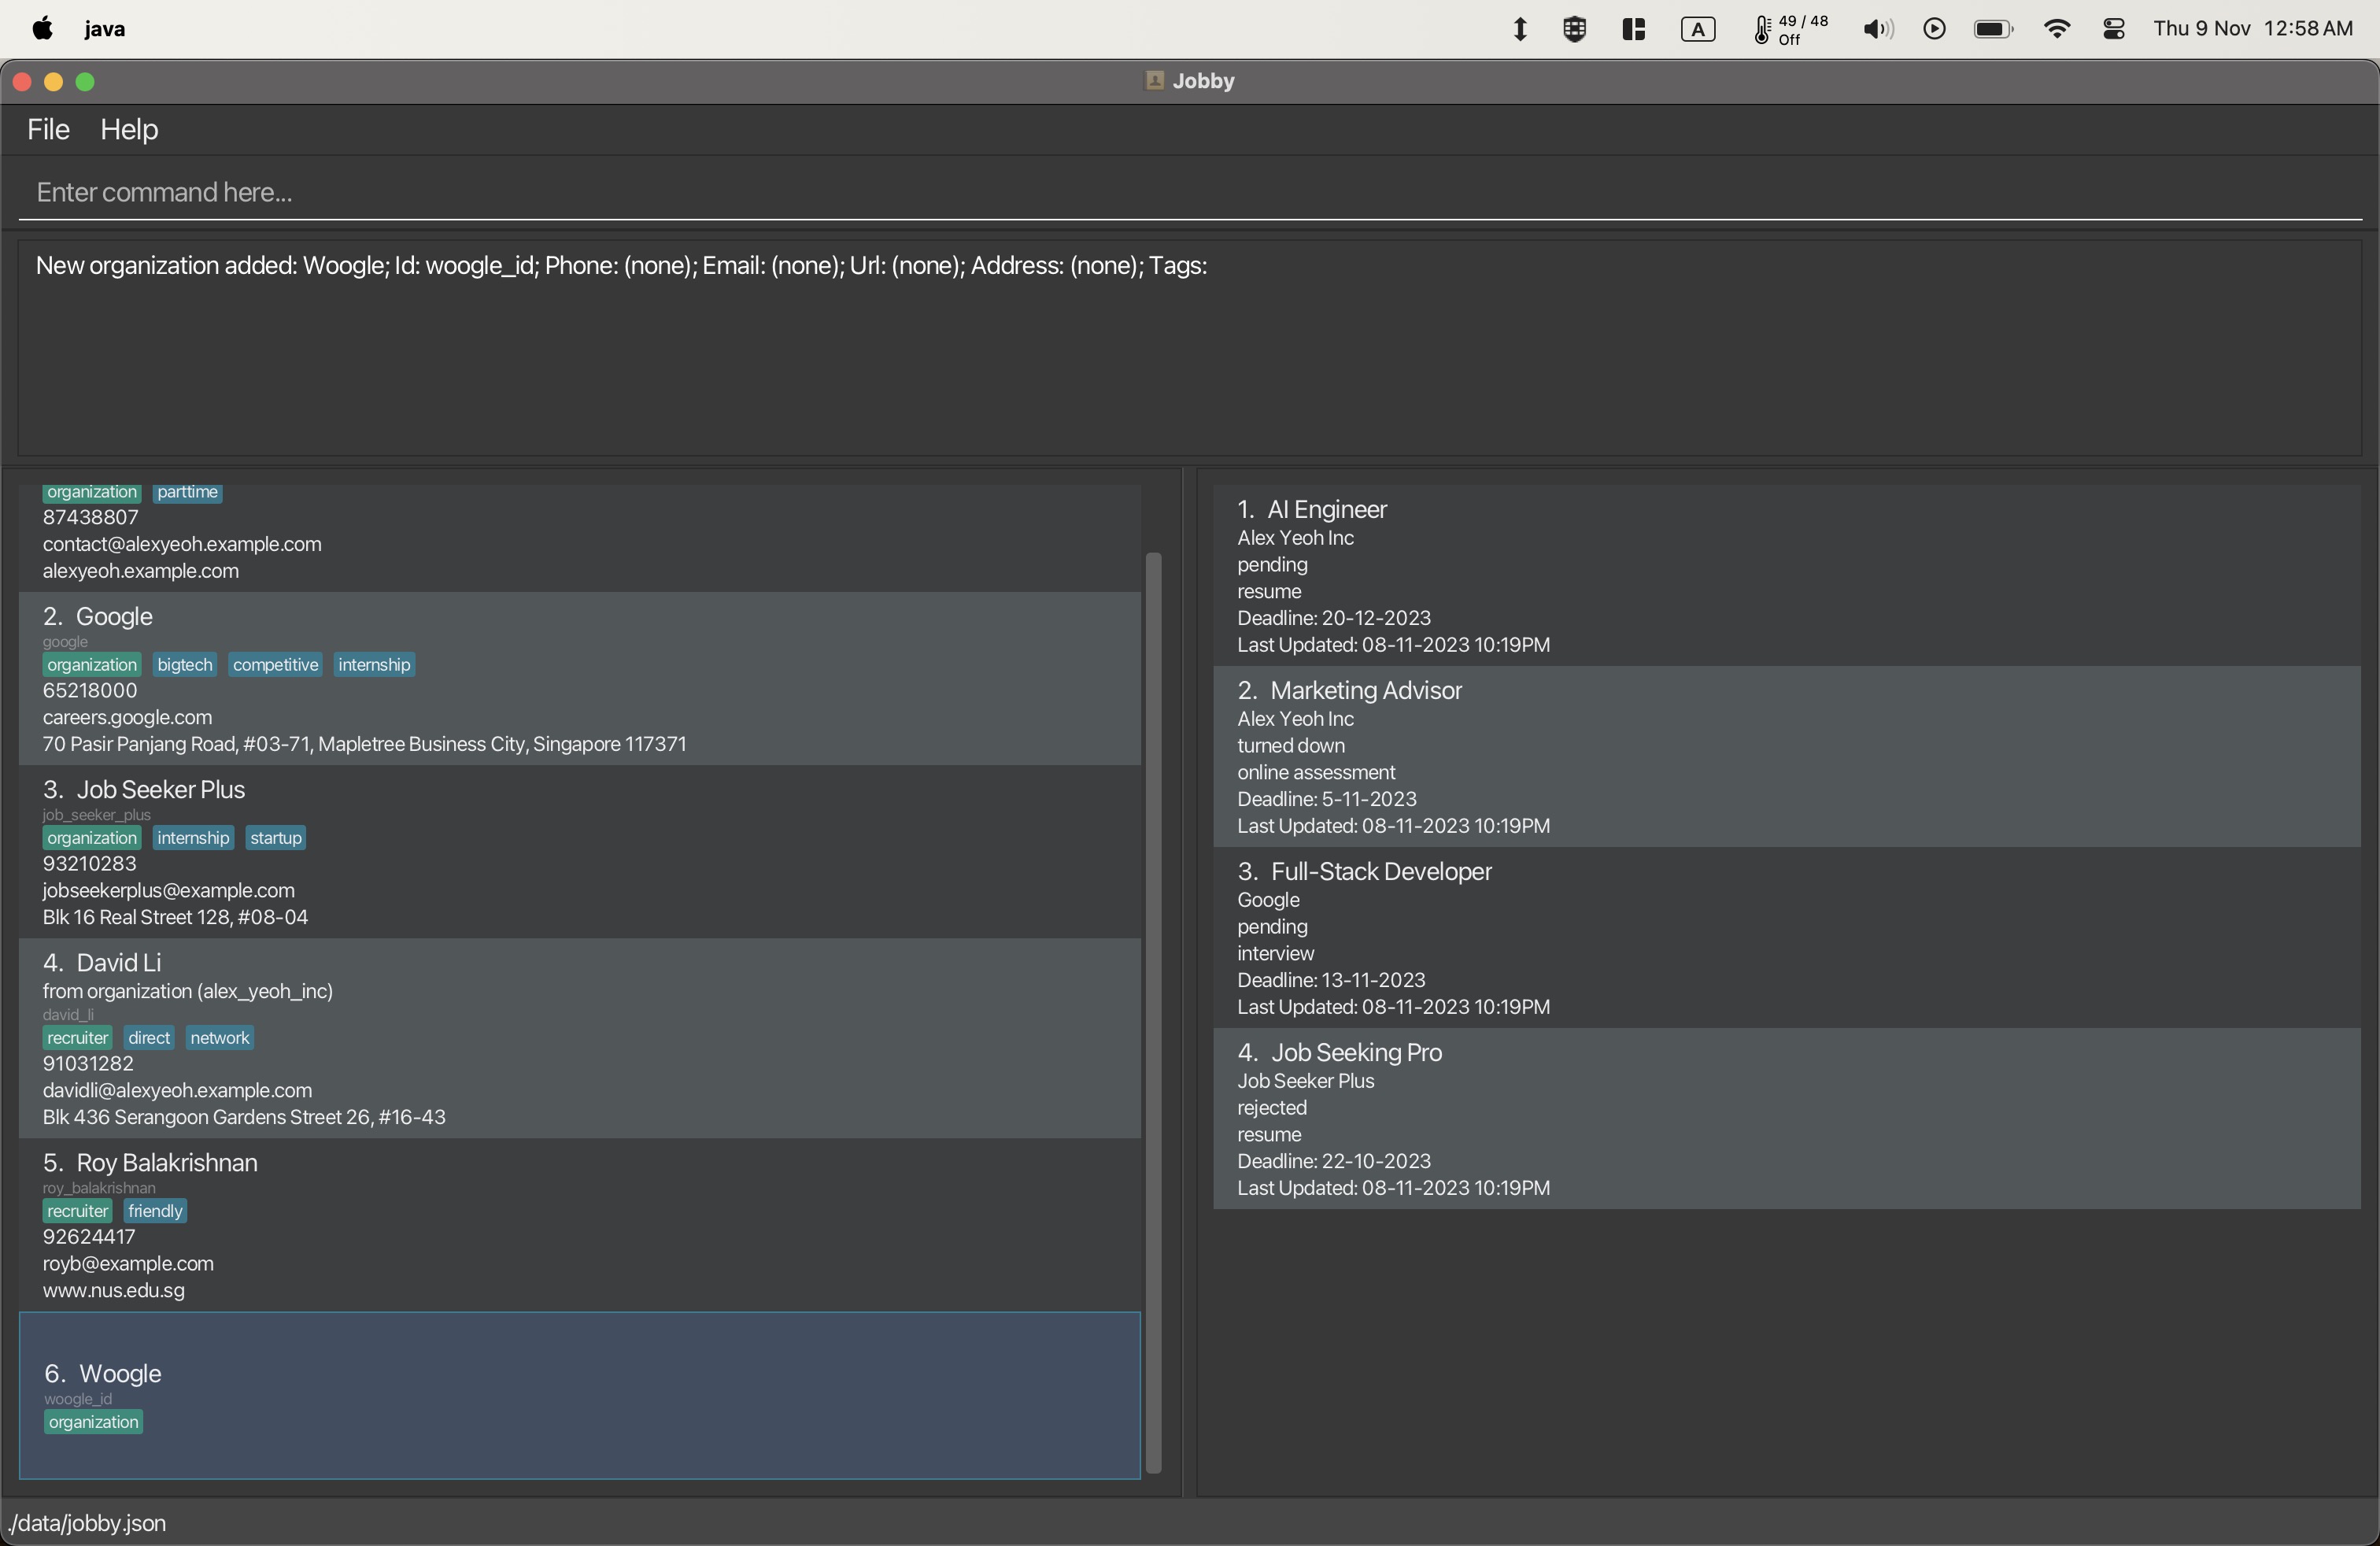 java
A
49 / 48
Off
Thu 9 Nov 12:58 AM
Jobby
File Help
Enter command here...
New organization added: Woogle; Id: woogle_id; Phone: (none); Email: (none); Url: (none); Address: (none); Tags:
organization parttime
87438807
contact@alexyeoh.example.com
alexyeoh.example.com
2. Google
google
organization bigtech competitive internship
65218000
careers.google.com
70 Pasir Panjang Road, #03-71, Mapletree Business City, Singapore 117371
3. Job Seeker Plus
job_seeker_plus
organization internship startup
93210283
jobseekerplus@example.com
Blk 16 Real Street 128, #08-04
4. David Li
from organization (alex_yeoh_inc)
david_li
recruiter direct network
91031282
davidli@alexyeoh.example.com
Blk 436 Serangoon Gardens Street 26, #16-43
5. Roy Balakrishnan
roy_balakrishnan
recruiter friendly
92624417
royb@example.com
www.nus.edu.sg
6. Woogle
woogle_id
organization
1. AI Engineer
Alex Yeoh Inc
pending
resume
Deadline: 20-12-2023
Last Updated: 08-11-2023 10:19PM
2. Marketing Advisor
Alex Yeoh Inc
turned down
online assessment
Deadline: 5-11-2023
Last Updated: 08-11-2023 10:19PM
3. Full-Stack Developer
Google
pending
interview
Deadline: 13-11-2023
Last Updated: 08-11-2023 10:19PM
4. Job Seeking Pro
Job Seeker Plus
rejected
resume
Deadline: 22-10-2023
Last Updated: 08-11-2023 10:19PM
./data/jobby.json